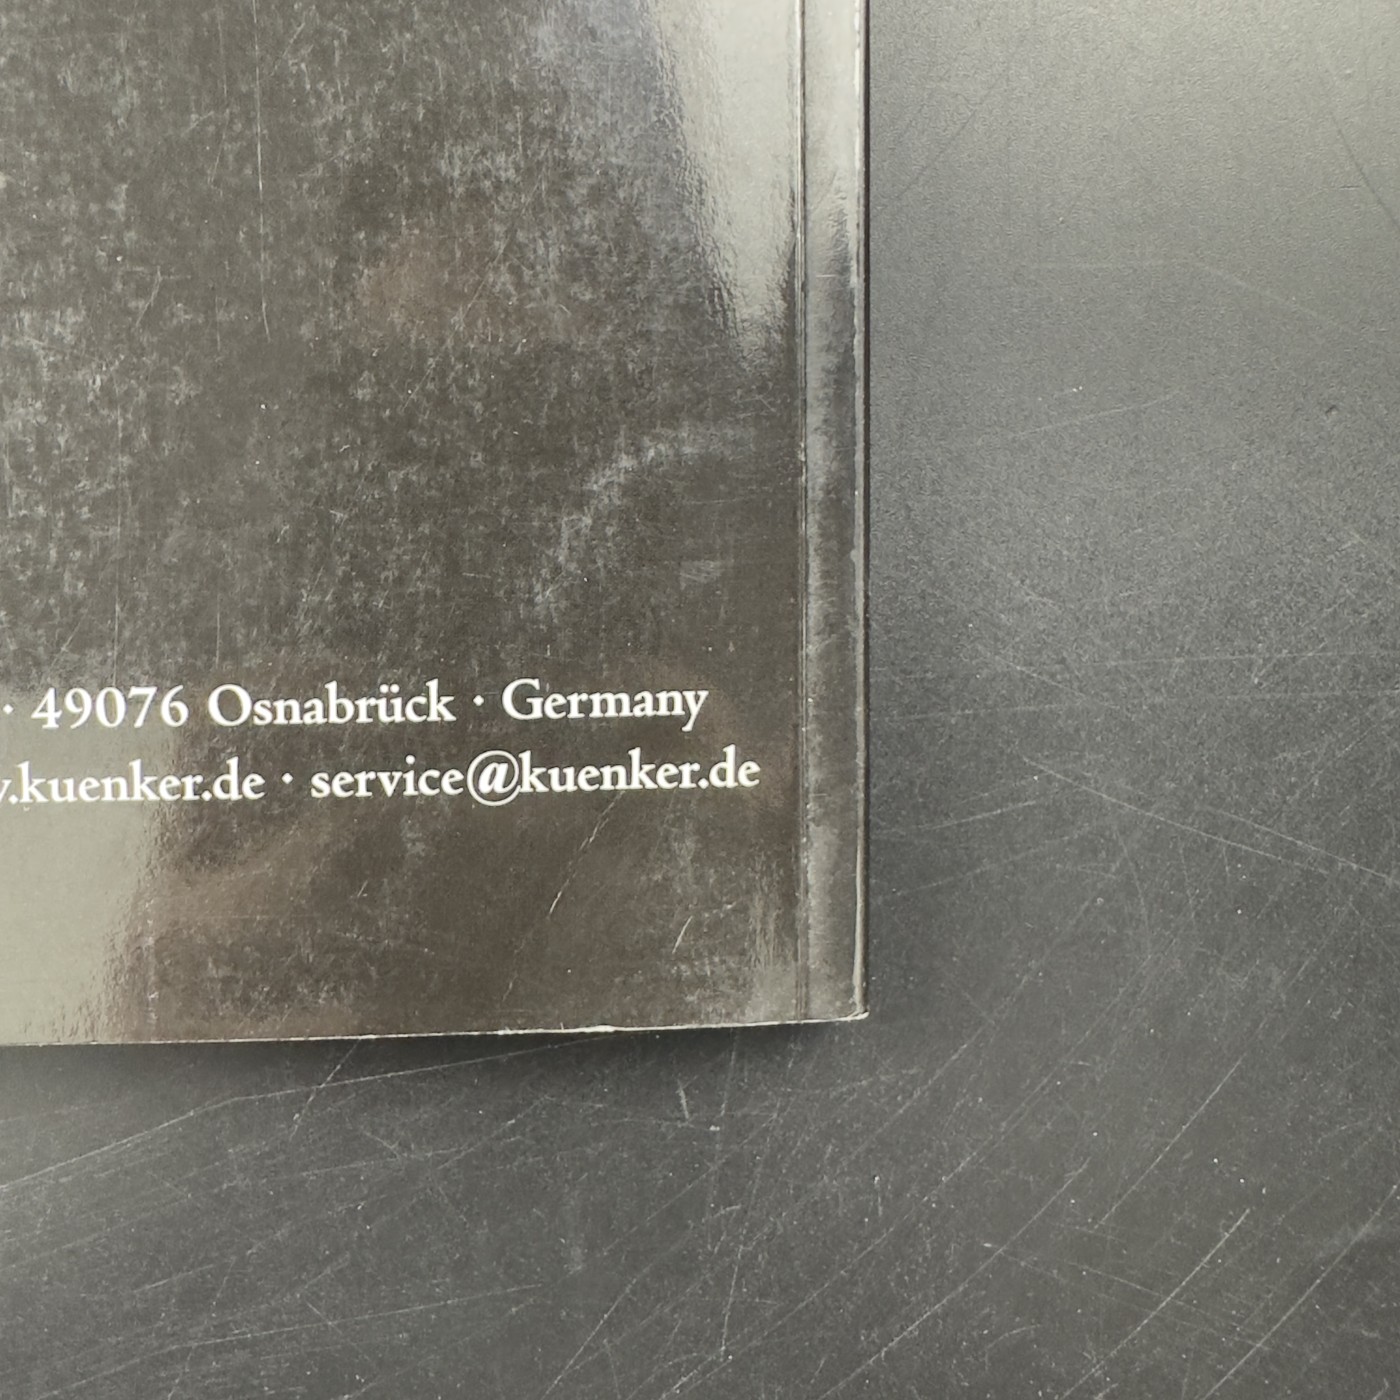 · 49076 Osnabrück · Germany
.kuenker.de · service@kuenker.de